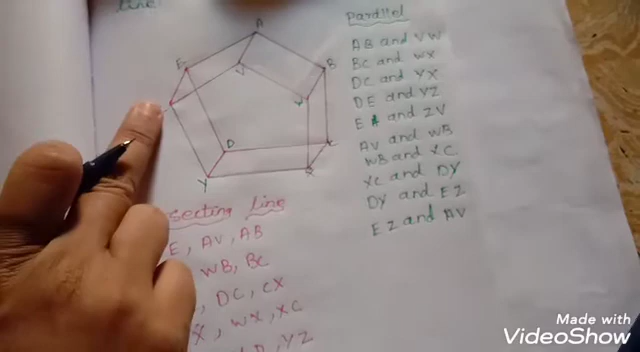 line.
Parallel
A
E
B
V
W
D
C
Y
X
AB and VW
BC and WX
DC and YX
DE and YZ
EA and ZV
AV and WB
WB and XC
XC and DY
DY and EZ
EZ and AV
secting Line
E, AV, AB
WB, BC
, DC, CX
X, WX, XC
YZ
Made with
VideoShow